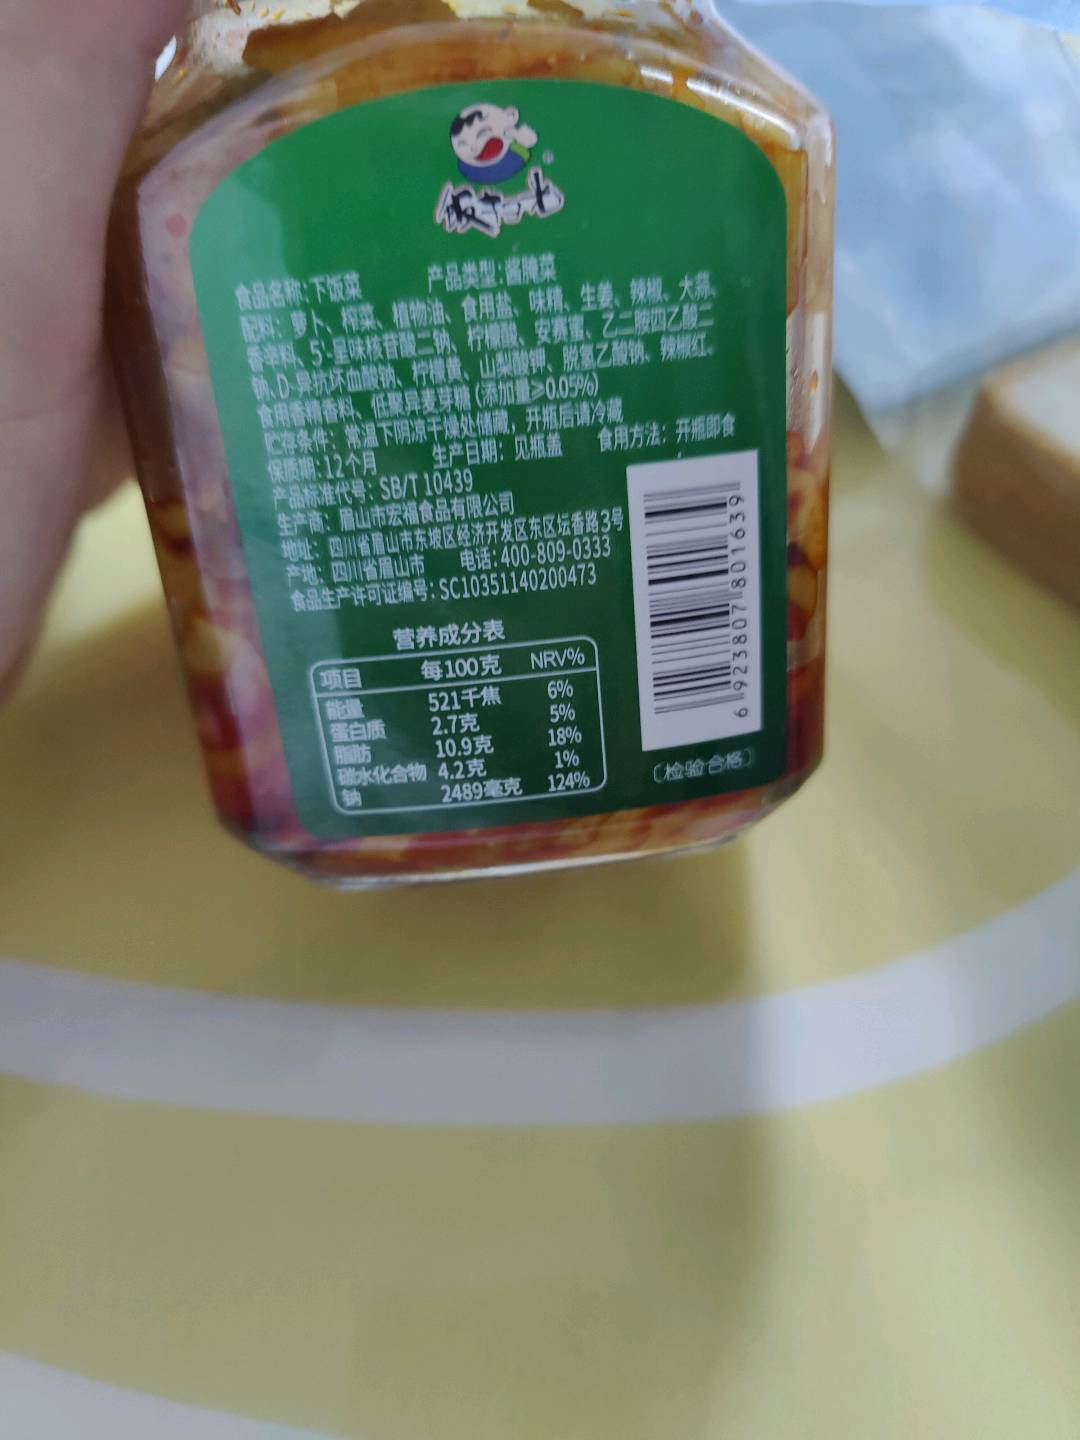 饭扫光
食品名称:下饭菜 产品类型:酱腌菜
配料:萝卜、榨菜、植物油、食用盐、味精、生姜、辣椒、大蒜、
香辛料、5'-呈味核苷酸二钠、柠檬酸、安赛蜜、乙二胺四乙酸二
钠、D-异抗坏血酸钠、柠檬黄、山梨酸钾、脱氢乙酸钠、辣椒红、
食用香精香料、低聚异麦芽糖(添加量≥0.05%)
贮存条件:常温下阴凉干燥处储藏,开瓶后请冷藏
保质期:12个月 生产日期:见瓶盖 食用方法:开瓶即食
产品标准代号:SB/T 10439
生产商:眉山市宏福食品有限公司
地址:四川省眉山市东坡区经济开发区东区坛香路3号
产地:四川省眉山市 电话:400-809-0333
食品生产许可证编号:SC10351140200473
营养成分表
项目 每100克 NRV%
能量 521千焦 6%
蛋白质 2.7克 5%
脂肪 10.9克 18%
碳水化合物 4.2克 1%
钠 2489毫克 124%
6 923807 801639
(检验合格)